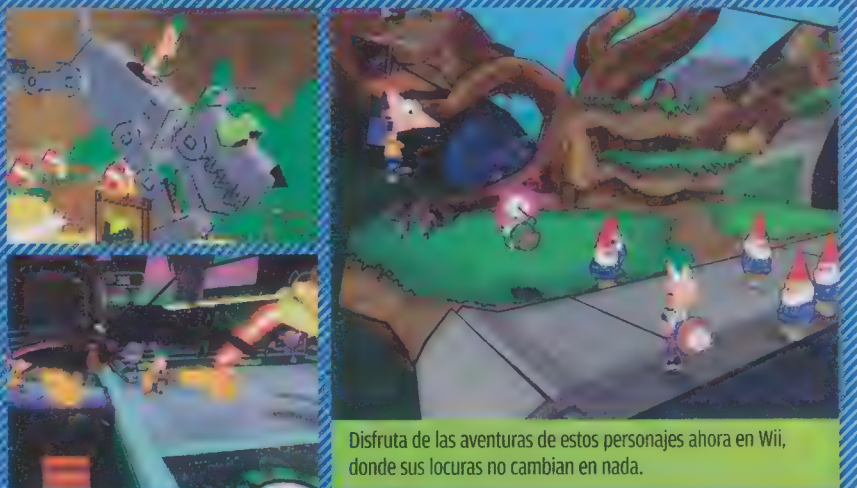 Disfruta de las aventuras de estos personajes ahora en Wii,
donde sus locuras no cambian en nada.